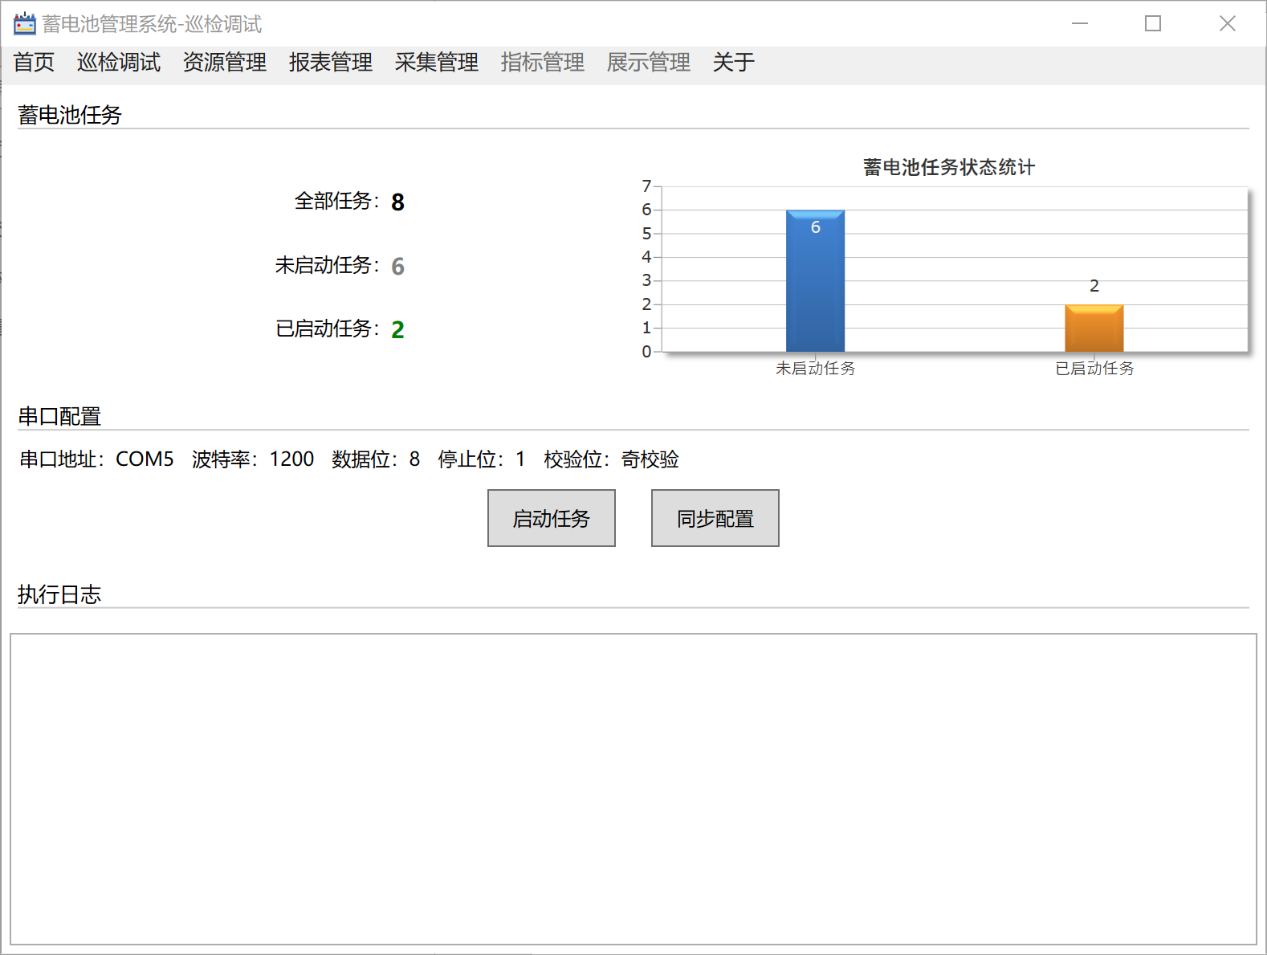 蓄电池管理系统-巡检调试
首页 巡检调试 资源管理 报表管理 采集管理 指标管理 展示管理 关于
蓄电池任务
全部任务：8
未启动任务：6
已启动任务：2
蓄电池任务状态统计
7
6
5
4
3
2
1
0
6
2
未启动任务 已启动任务
串口配置
串口地址：COM5 波特率：1200 数据位：8 停止位：1 校验位：奇校验
启动任务 同步配置
执行日志